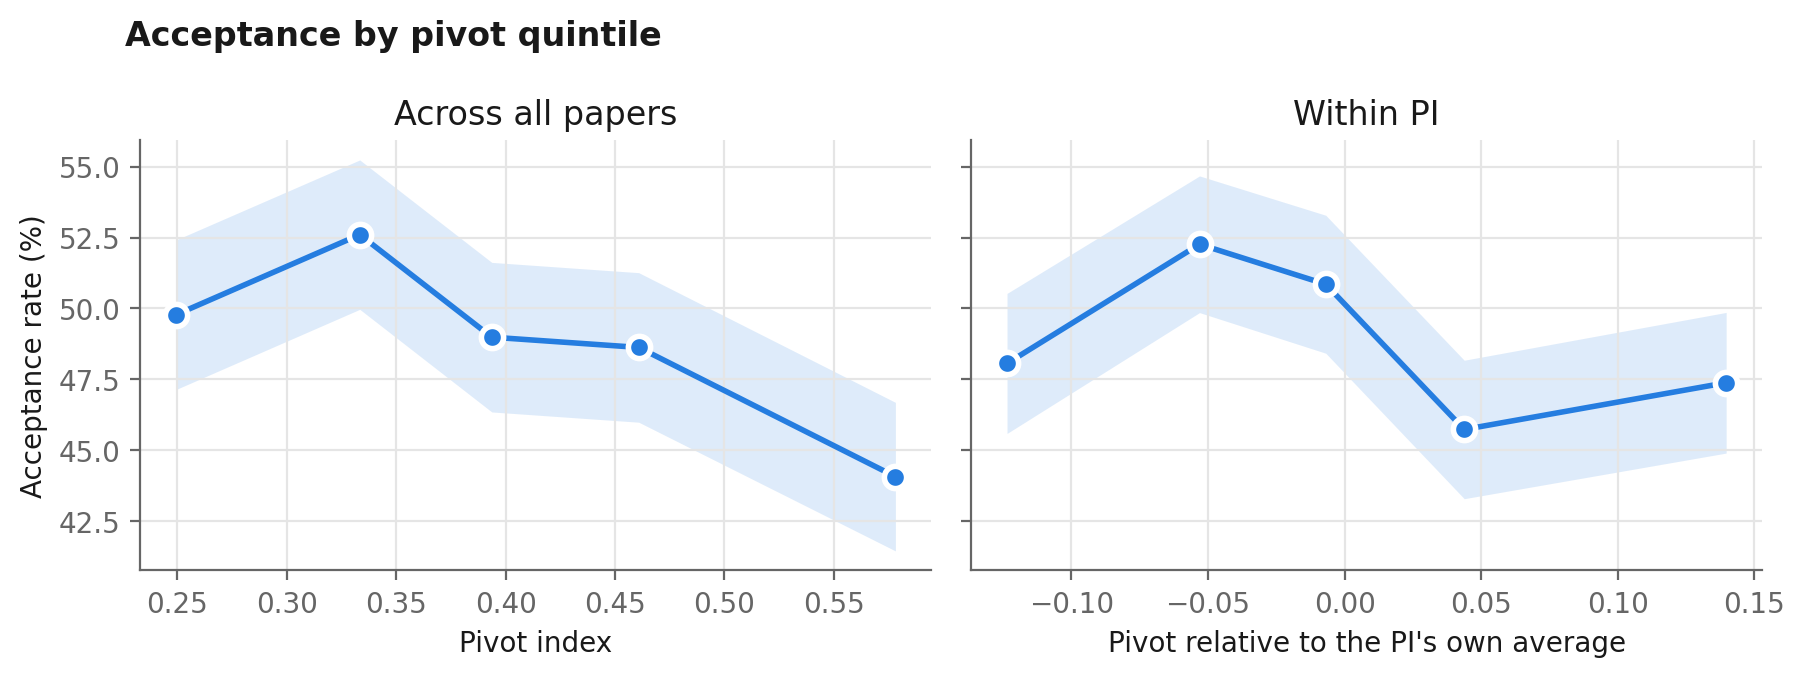 Acceptance by pivot quintile
Across all papers
Within PI
Acceptance rate (%)
55.0
52.5
50.0
47.5
45.0
42.5
0.25 0.30 0.35 0.40 0.45 0.50 0.55
−0.10 −0.05 0.00 0.05 0.10 0.15
Pivot index
Pivot relative to the PI's own average